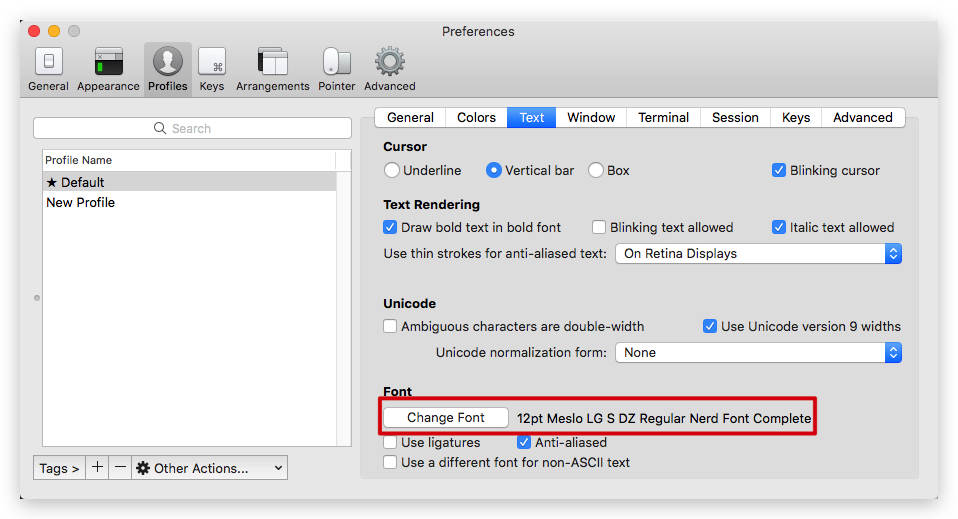 Preferences
General Appearance Profiles Keys Arrangements Pointer Advanced
Search
Profile Name
★ Default
New Profile
Tags > + − Other Actions...
General Colors Text Window Terminal Session Keys Advanced
Cursor
Underline Vertical bar Box Blinking cursor
Text Rendering
Draw bold text in bold font Blinking text allowed Italic text allowed
Use thin strokes for anti-aliased text: On Retina Displays
Unicode
Ambiguous characters are double-width Use Unicode version 9 widths
Unicode normalization form: None
Font
Change Font 12pt Meslo LG S DZ Regular Nerd Font Complete
Use ligatures Anti-aliased
Use a different font for non-ASCII text